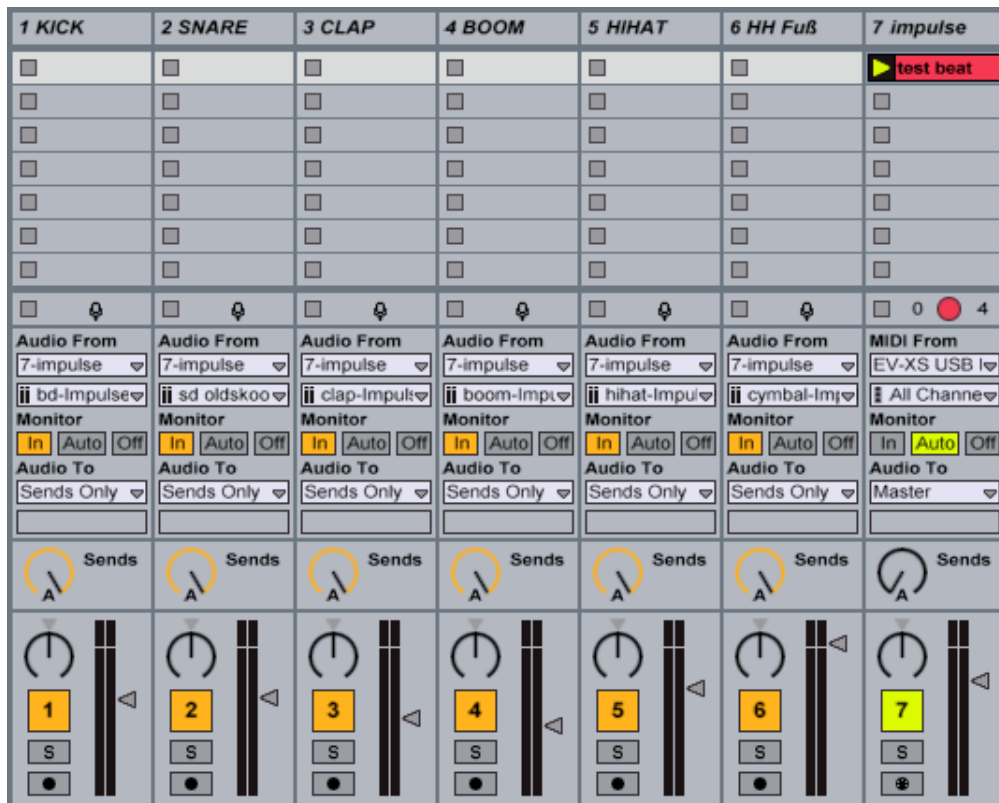 1 KICK 2 SNARE 3 CLAP 4 BOOM 5 HIHAT 6 HH Fuß 7 impulse
test beat
0 4
Audio From Audio From Audio From Audio From Audio From Audio From MIDI From
7-impulse 7-impulse 7-impulse 7-impulse 7-impulse 7-impulse EV-XS USB I
bd-Impulse sd oldskoo clap-Impuls boom-Impu hihat-Impul cymbal-Imp All Channe
Monitor Monitor Monitor Monitor Monitor Monitor Monitor
In Auto Off In Auto Off In Auto Off In Auto Off In Auto Off In Auto Off In Auto Off
Audio To Audio To Audio To Audio To Audio To Audio To Audio To
Sends Only Sends Only Sends Only Sends Only Sends Only Sends Only Master
Sends Sends Sends Sends Sends Sends Sends
A A A A A A A
1 2 3 4 5 6 7
S S S S S S S